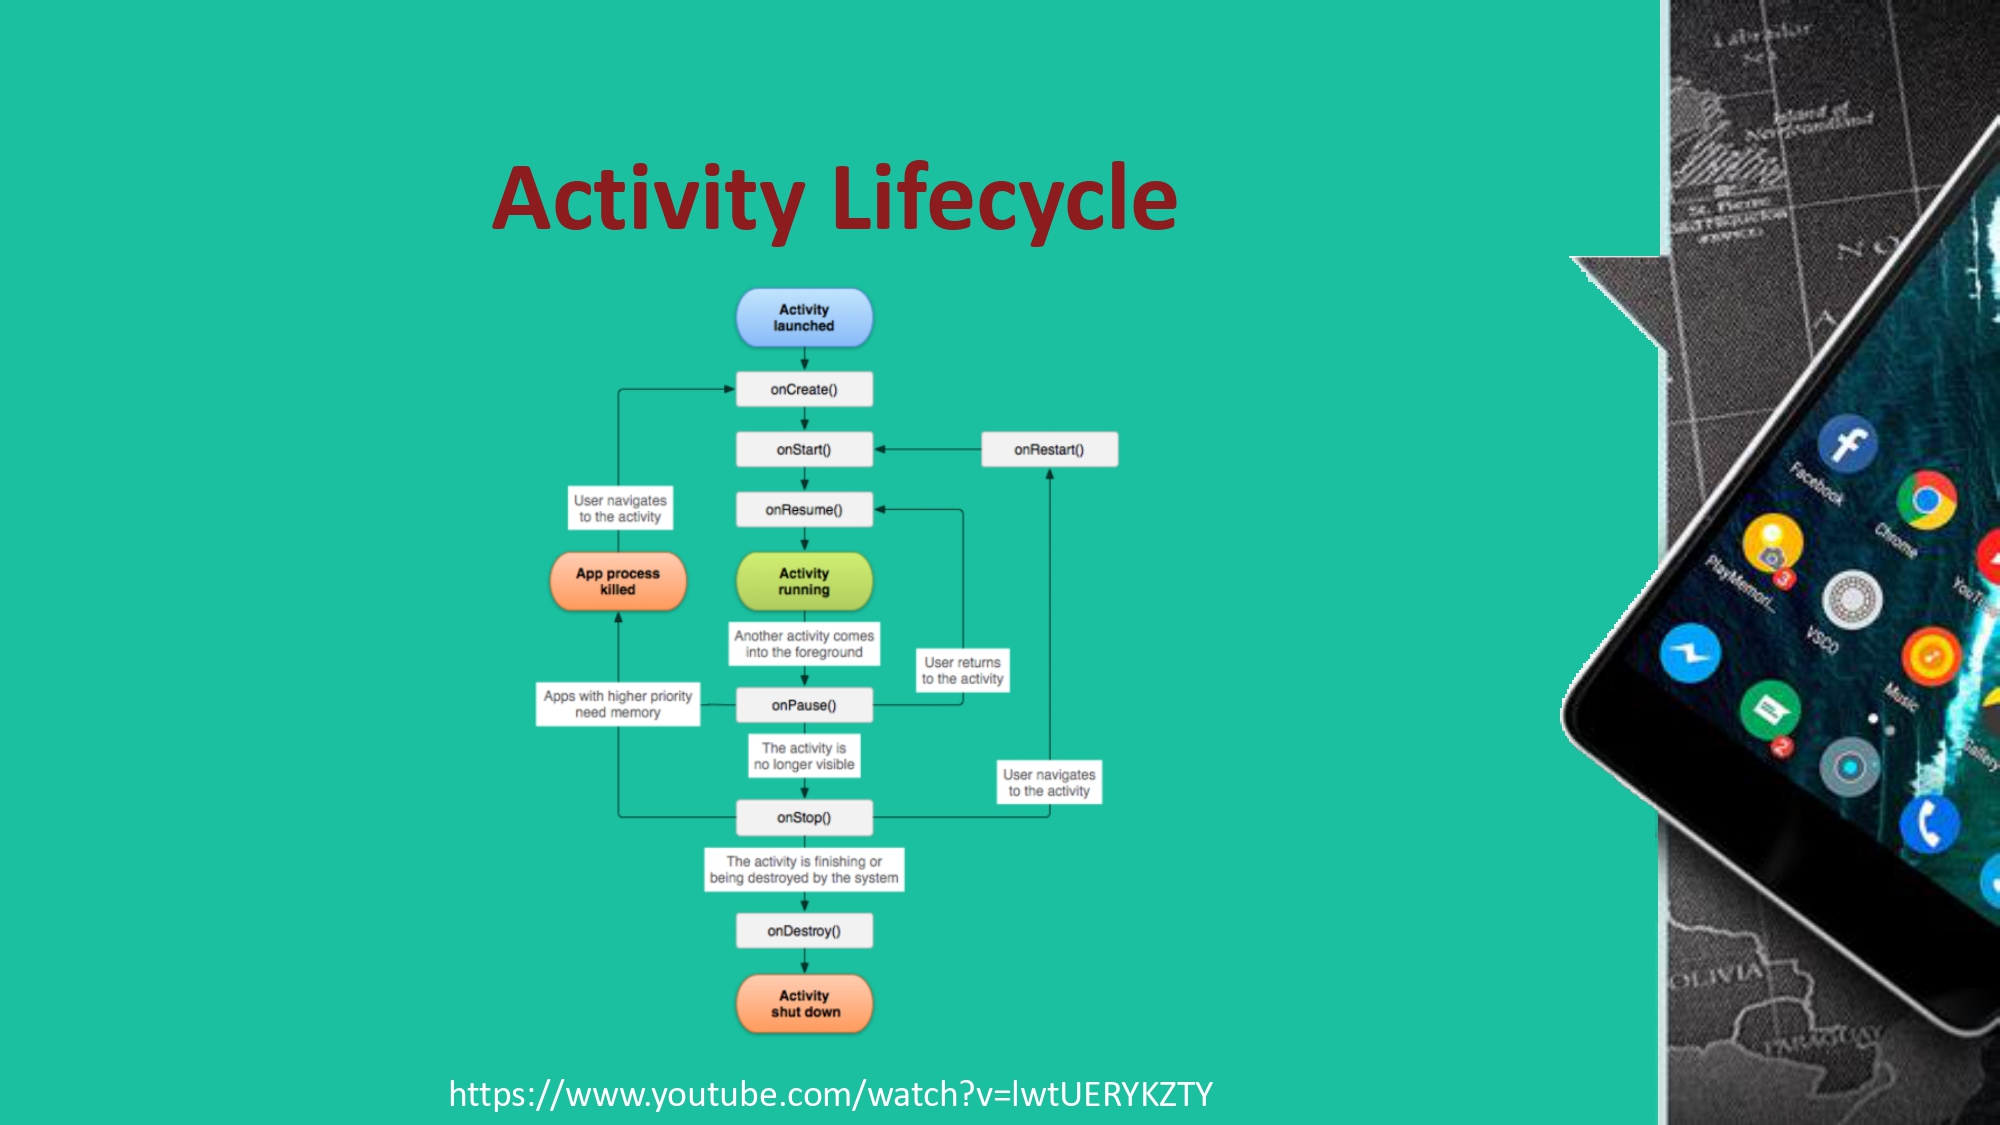 Activity Lifecycle
Activity
launched
onCreate()
onStart()
onRestart()
onResume()
User navigates
to the activity
App process
killed
Activity
running
Another activity comes
into the foreground
User returns
to the activity
Apps with higher priority
need memory
onPause()
The activity is
no longer visible
User navigates
to the activity
onStop()
The activity is finishing or
being destroyed by the system
onDestroy()
Activity
shut down
https://www.youtube.com/watch?v=lwtUERYKZTY
Labrador
Island of
Newfoundland
St. Pierre
Facebook
Chrome
PlayMemori...
3
VSCO
Music
Gallery
2
BOLIVIA
PARAGUAY